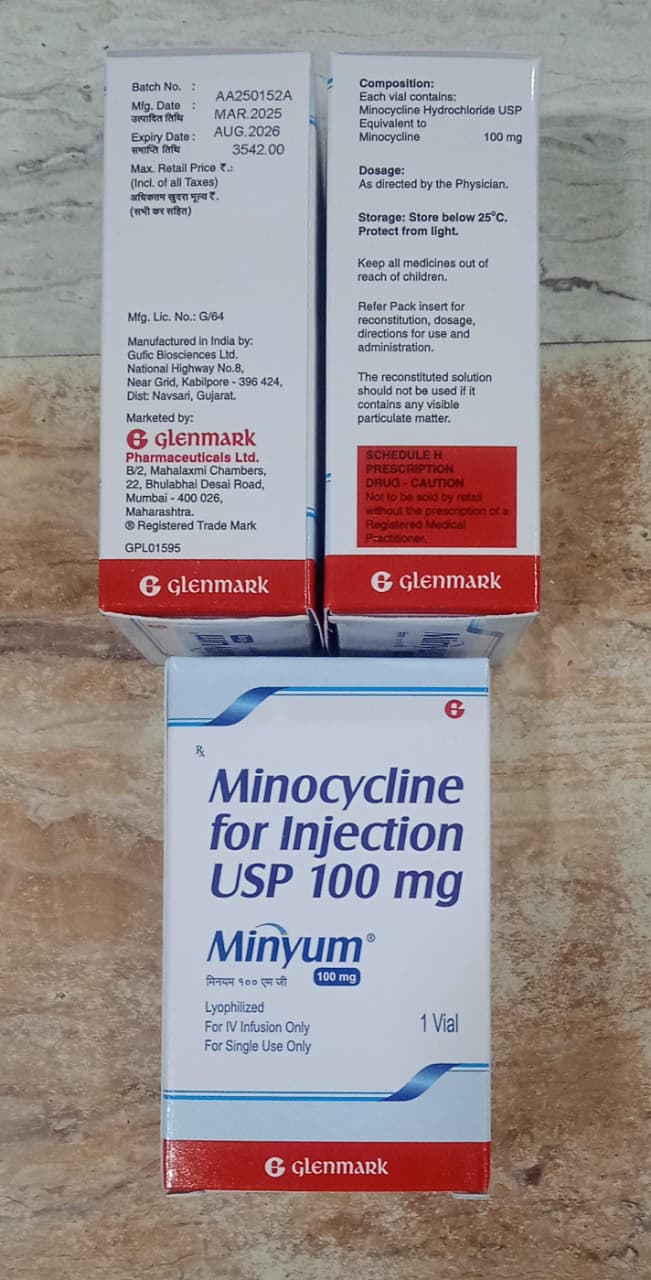 Batch No. :
AA250152A
Mfg. Date :
उत्पादित तिथि
MAR.2025
Expiry Date :
समाप्ति तिथि
AUG.2026
3542.00
Max. Retail Price ₹.:
(Incl. of all Taxes)
अधिकतम खुदरा मूल्य ₹.
(सभी कर सहित)
Mfg. Lic. No.: G/64
Manufactured in India by:
Gufic Biosciences Ltd.
National Highway No.8,
Near Grid, Kabilpore - 396 424,
Dist: Navsari, Gujarat.
Marketed by:
Glenmark
Pharmaceuticals Ltd.
B/2, Mahalaxmi Chambers,
22, Bhulabhai Desai Road,
Mumbai - 400 026,
Maharashtra.
® Registered Trade Mark
GPL01595
Glenmark
Composition:
Each vial contains:
Minocycline Hydrochloride USP
Equivalent to
Minocycline 100 mg
Dosage:
As directed by the Physician.
Storage: Store below 25°C.
Protect from light.
Keep all medicines out of
reach of children.
Refer Pack insert for
reconstitution, dosage,
directions for use and
administration.
The reconstituted solution
should not be used if it
contains any visible
particulate matter.
SCHEDULE H
PRESCRIPTION
DRUG - CAUTION
Not to be sold by retail
without the prescription of a
Registered Medical
Practitioner.
Glenmark
Rx
Minocycline
for Injection
USP 100 mg
Minyum®
मिनयम १०० एम जी
100 mg
Lyophilized
For IV Infusion Only
For Single Use Only
1 Vial
Glenmark